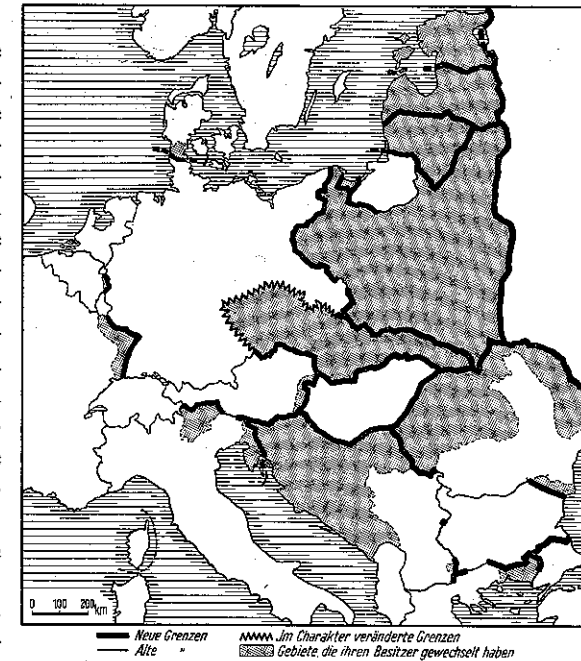 0 100 200 km
Neue Grenzen
Alte "
Jm Charakter veränderte Grenzen
Gebiete, die ihren Besitzer gewechselt haben